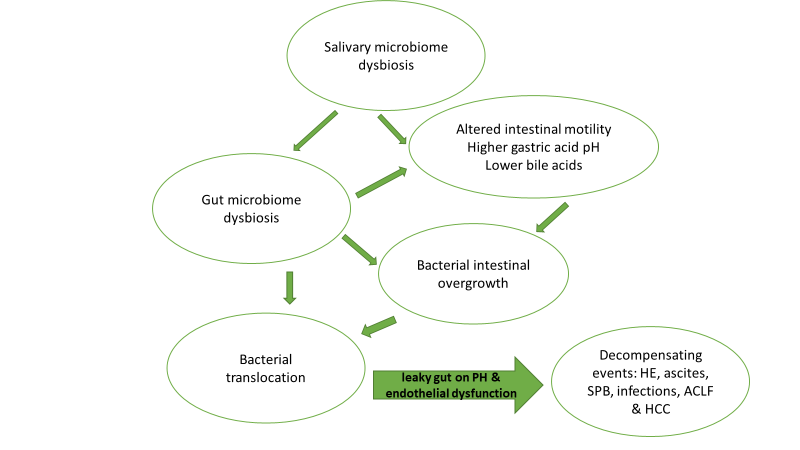 Salivary microbiome
dysbiosis
Altered intestinal motility
Higher gastric acid pH
Lower bile acids
Gut microbiome
dysbiosis
Bacterial intestinal
overgrowth
Bacterial
translocation
leaky gut on PH &
endothelial dysfunction
Decompensating
events: HE, ascites,
SPB, infections, ACLF
& HCC